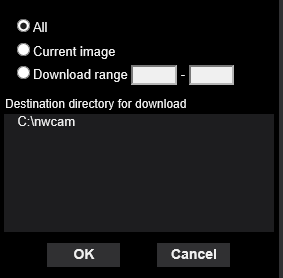 All
Current image
Download range -
Destination directory for download
C:\nwcam
OK Cancel